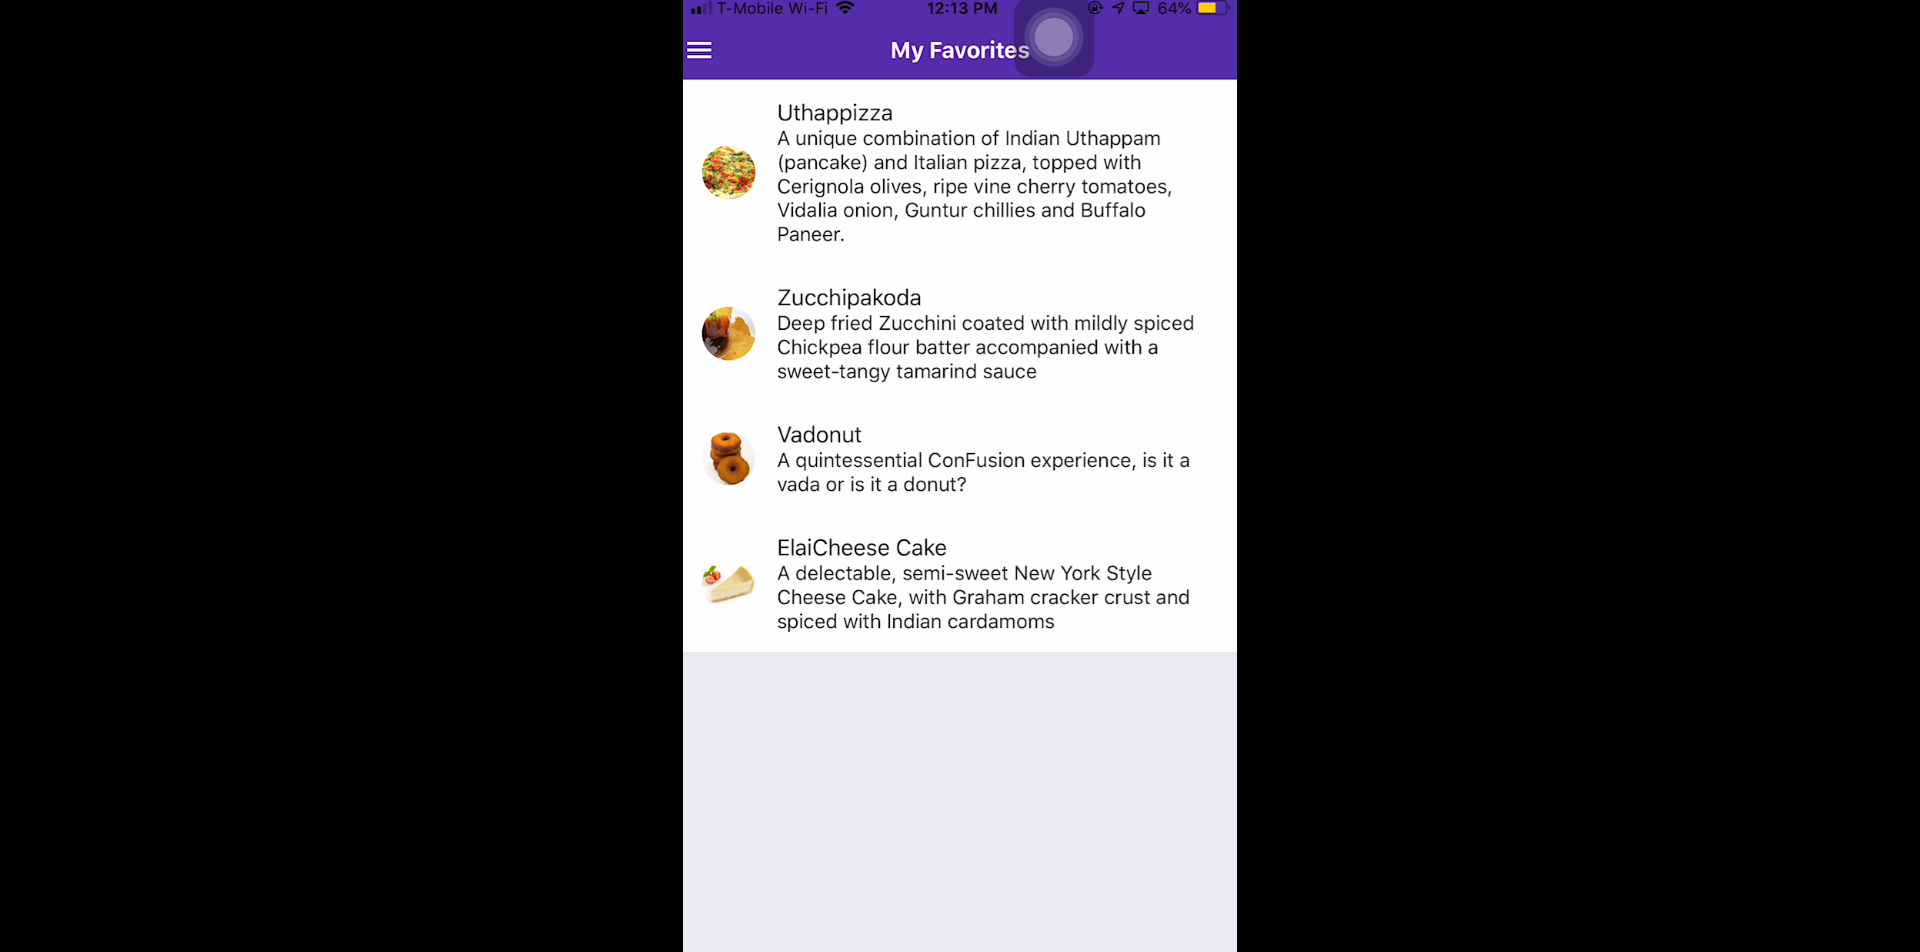 T-Mobile Wi-Fi 12:13 PM 64%
My Favorites
Uthappizza
A unique combination of Indian Uthappam
(pancake) and Italian pizza, topped with
Cerignola olives, ripe vine cherry tomatoes,
Vidalia onion, Guntur chillies and Buffalo
Paneer.
Zucchipakoda
Deep fried Zucchini coated with mildly spiced
Chickpea flour batter accompanied with a
sweet-tangy tamarind sauce
Vadonut
A quintessential ConFusion experience, is it a
vada or is it a donut?
ElaiCheese Cake
A delectable, semi-sweet New York Style
Cheese Cake, with Graham cracker crust and
spiced with Indian cardamoms